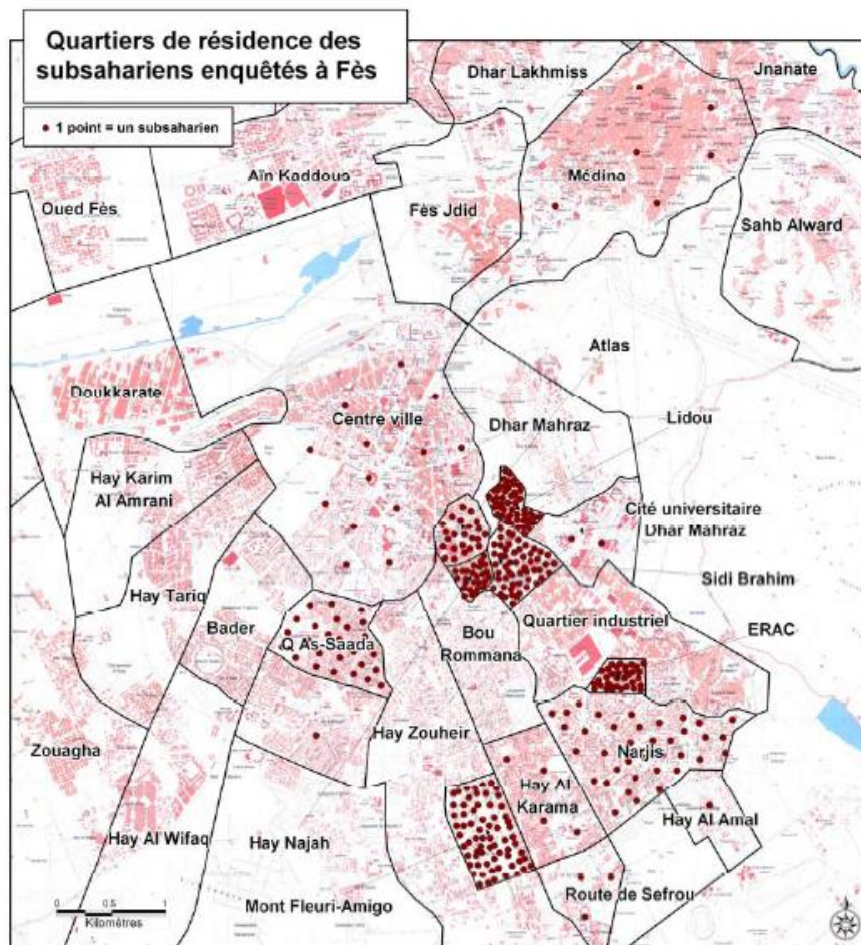 Quartiers de résidence des
subsahariens enquêtés à Fès
1 point = un subsaharien
Dhar Lakhmiss
Jnanate
Aïn Kaddous
Médina
Oued Fès
Fès Jdid
Sahb Alward
Atlas
Doukkarate
Centre ville
Dhar Mahraz
Lidou
Hay Karim
Al Amrani
Cité universitaire
Dhar Mahraz
Sidi Brahim
Hay Tariq
Bader
Q As-Saada
Bou
Rommana
Quartier industriel
ERAC
Zouagha
Hay Zouheir
Narjis
Hay Al
Karama
Hay Al Amal
Hay Al Wifaq
Hay Najah
Route de Sefrou
Mont Fleuri-Amigo
0 0.5 1
Kilomètres